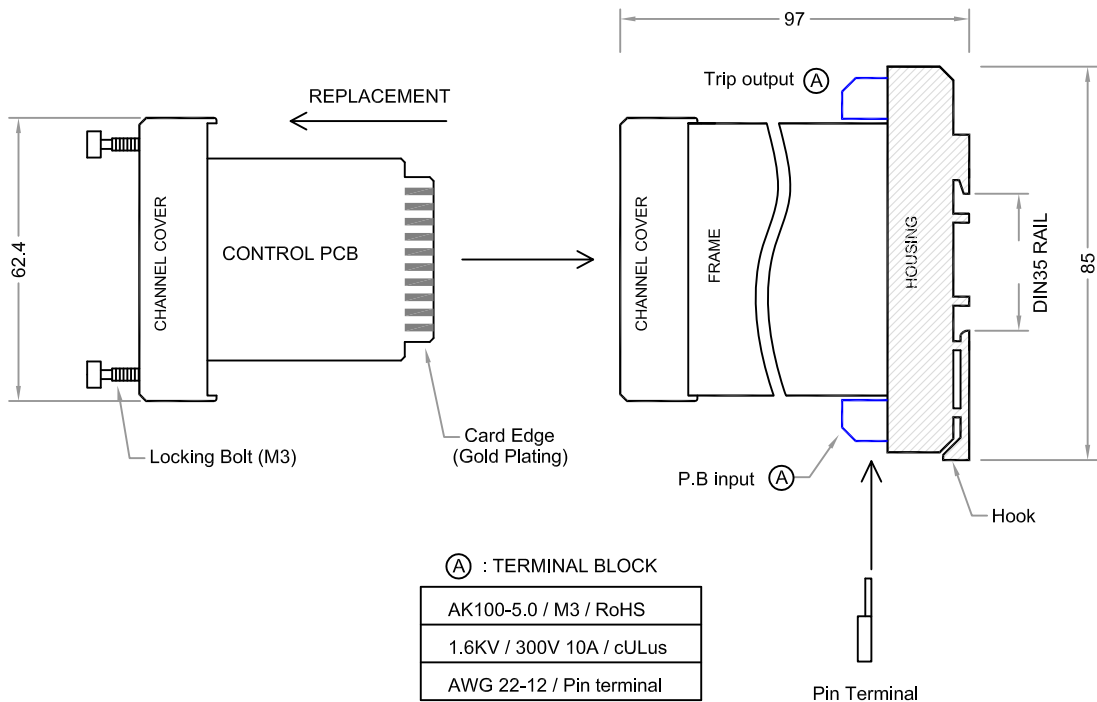 97
Trip output A
REPLACEMENT
62.4
CHANNEL COVER
CONTROL PCB
CHANNEL COVER
FRAME
HOUSING
DIN35 RAIL
85
Locking Bolt (M3)
Card Edge
(Gold Plating)
P.B input A
Hook
A : TERMINAL BLOCK
AK100-5.0 / M3 / RoHS
1.6KV / 300V 10A / cULus
AWG 22-12 / Pin terminal
Pin Terminal